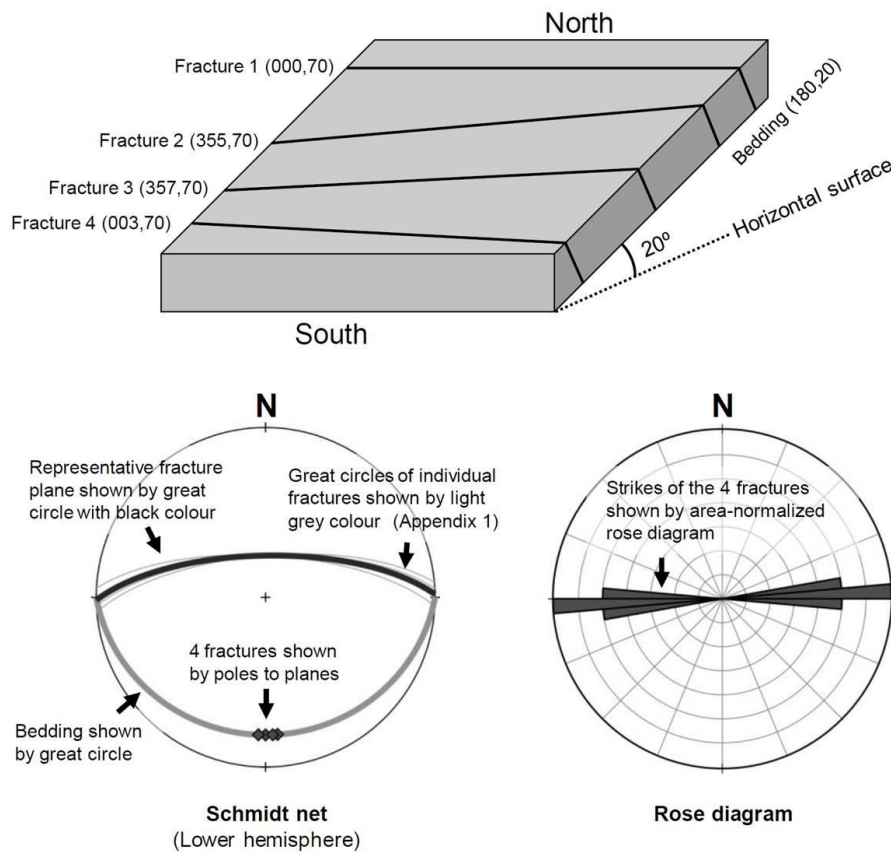 North
Fracture 1 (000,70)
Bedding (180,20)
Fracture 2 (355,70)
Fracture 3 (357,70)
Fracture 4 (003,70)
20º
Horizontal surface
South
N
Representative fracture
plane shown by great
circle with black colour
Great circles of individual
fractures shown by light
grey colour (Appendix 1)
4 fractures shown
by poles to planes
Bedding shown
by great circle
Schmidt net
(Lower hemisphere)
N
Strikes of the 4 fractures
shown by area-normalized
rose diagram
Rose diagram